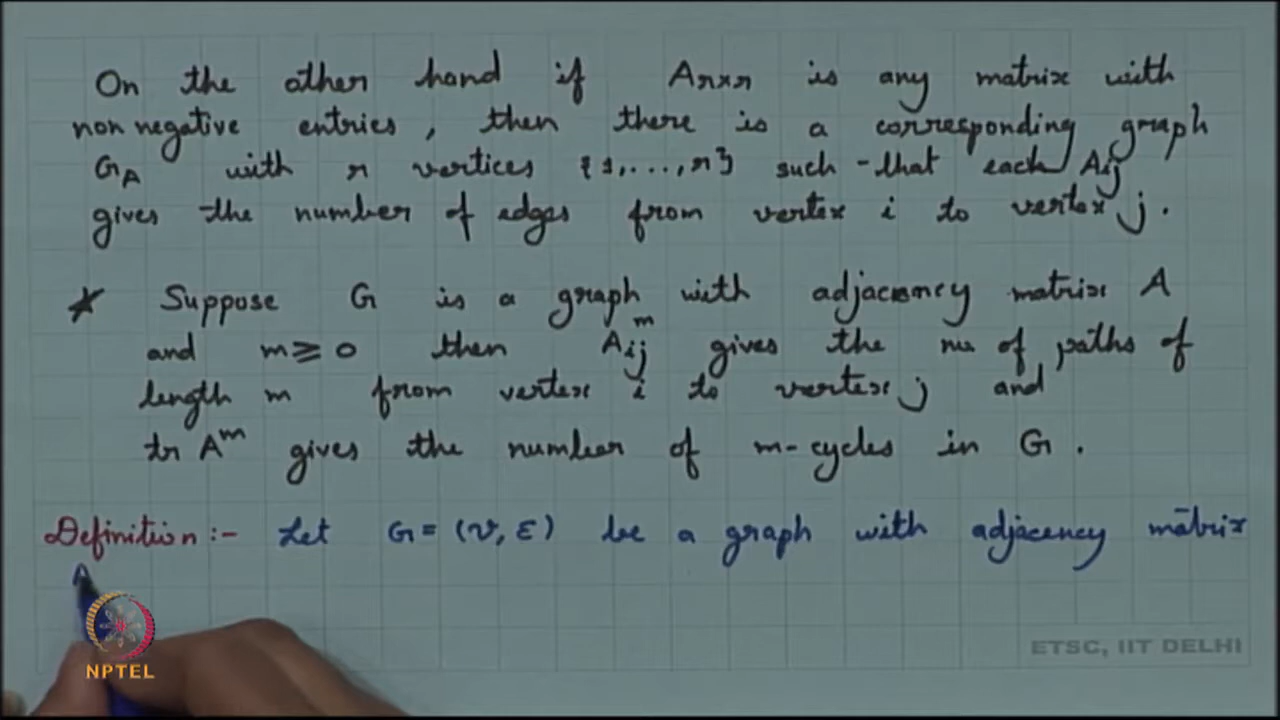 On the other hand if Arxr is any matrix with
non negative entries, then there is a corresponding graph
G_A with r vertices {1,...,r} such that each Aij
gives the number of edges from vertex i to vertex j.
* Suppose G is a graph with adjacency matrix A
and m ≥ 0 then A^m_ij gives the no of paths of
length m from vertex i to vertex j and
tr A^m gives the number of m-cycles in G.
Definition :- Let G = (V, E) be a graph with adjacency matrix
A
NPTEL
ETSC, IIT DELHI